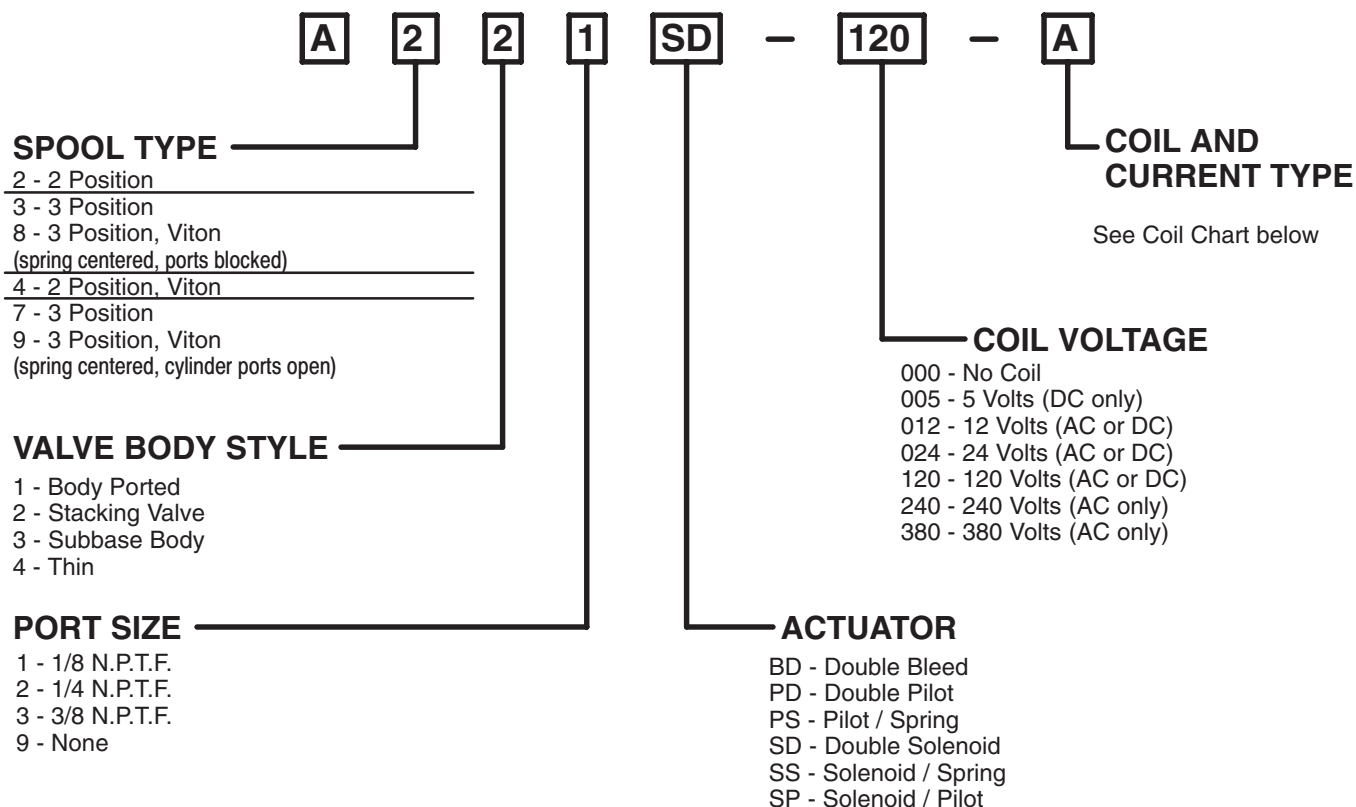 A 2 2 1 SD – 120 – A
SPOOL TYPE
2 - 2 Position
3 - 3 Position
8 - 3 Position, Viton
(spring centered, ports blocked)
4 - 2 Position, Viton
7 - 3 Position
9 - 3 Position, Viton
(spring centered, cylinder ports open)
VALVE BODY STYLE
1 - Body Ported
2 - Stacking Valve
3 - Subbase Body
4 - Thin
PORT SIZE
1 - 1/8 N.P.T.F.
2 - 1/4 N.P.T.F.
3 - 3/8 N.P.T.F.
9 - None
ACTUATOR
BD - Double Bleed
PD - Double Pilot
PS - Pilot / Spring
SD - Double Solenoid
SS - Solenoid / Spring
SP - Solenoid / Pilot
COIL VOLTAGE
000 - No Coil
005 - 5 Volts (DC only)
012 - 12 Volts (AC or DC)
024 - 24 Volts (AC or DC)
120 - 120 Volts (AC or DC)
240 - 240 Volts (AC only)
380 - 380 Volts (AC only)
COIL AND
CURRENT TYPE
See Coil Chart below